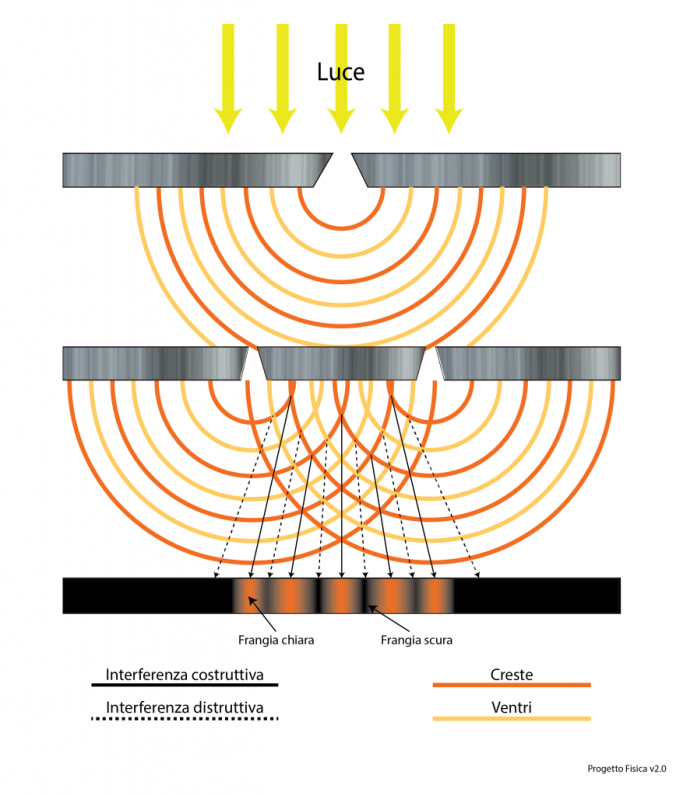 Luce
Frangia chiara
Frangia scura
Interferenza costruttiva
Creste
Interferenza distruttiva
Ventri
Progetto Fisica v2.0